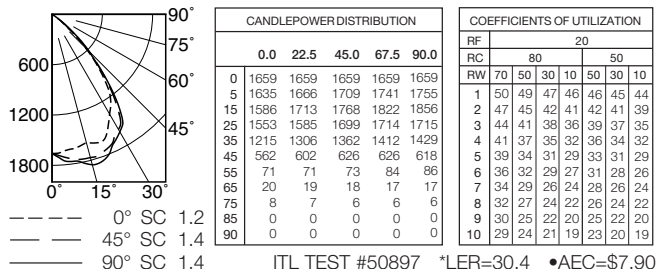 90°
75°
60°
45°
600
1200
1800
0° 15° 30°
0° SC 1.2
45° SC 1.4
90° SC 1.4
CANDLEPOWER DISTRIBUTION
0.0 22.5 45.0 67.5 90.0
0 1659 1659 1659 1659 1659
5 1635 1666 1709 1741 1755
15 1586 1713 1768 1822 1856
25 1553 1585 1699 1714 1715
35 1215 1306 1362 1412 1429
45 562 602 626 626 618
55 71 71 73 84 86
65 20 19 18 17 17
75 8 7 6 6 6
85 0 0 0 0 0
90 0 0 0 0 0
COEFFICIENTS OF UTILIZATION
RF 20
RC 80 50
RW 70 50 30 10 50 30 10
1 50 49 47 46 46 45 44
2 47 45 42 41 42 41 39
3 44 41 38 36 39 37 35
4 41 37 35 32 36 34 32
5 39 34 31 29 33 31 29
6 36 32 29 27 31 28 26
7 34 29 26 24 28 26 24
8 32 27 24 22 26 24 22
9 30 25 22 20 25 22 20
10 29 24 21 19 23 20 19
ITL TEST #50897 *LER=30.4 •AEC=$7.90